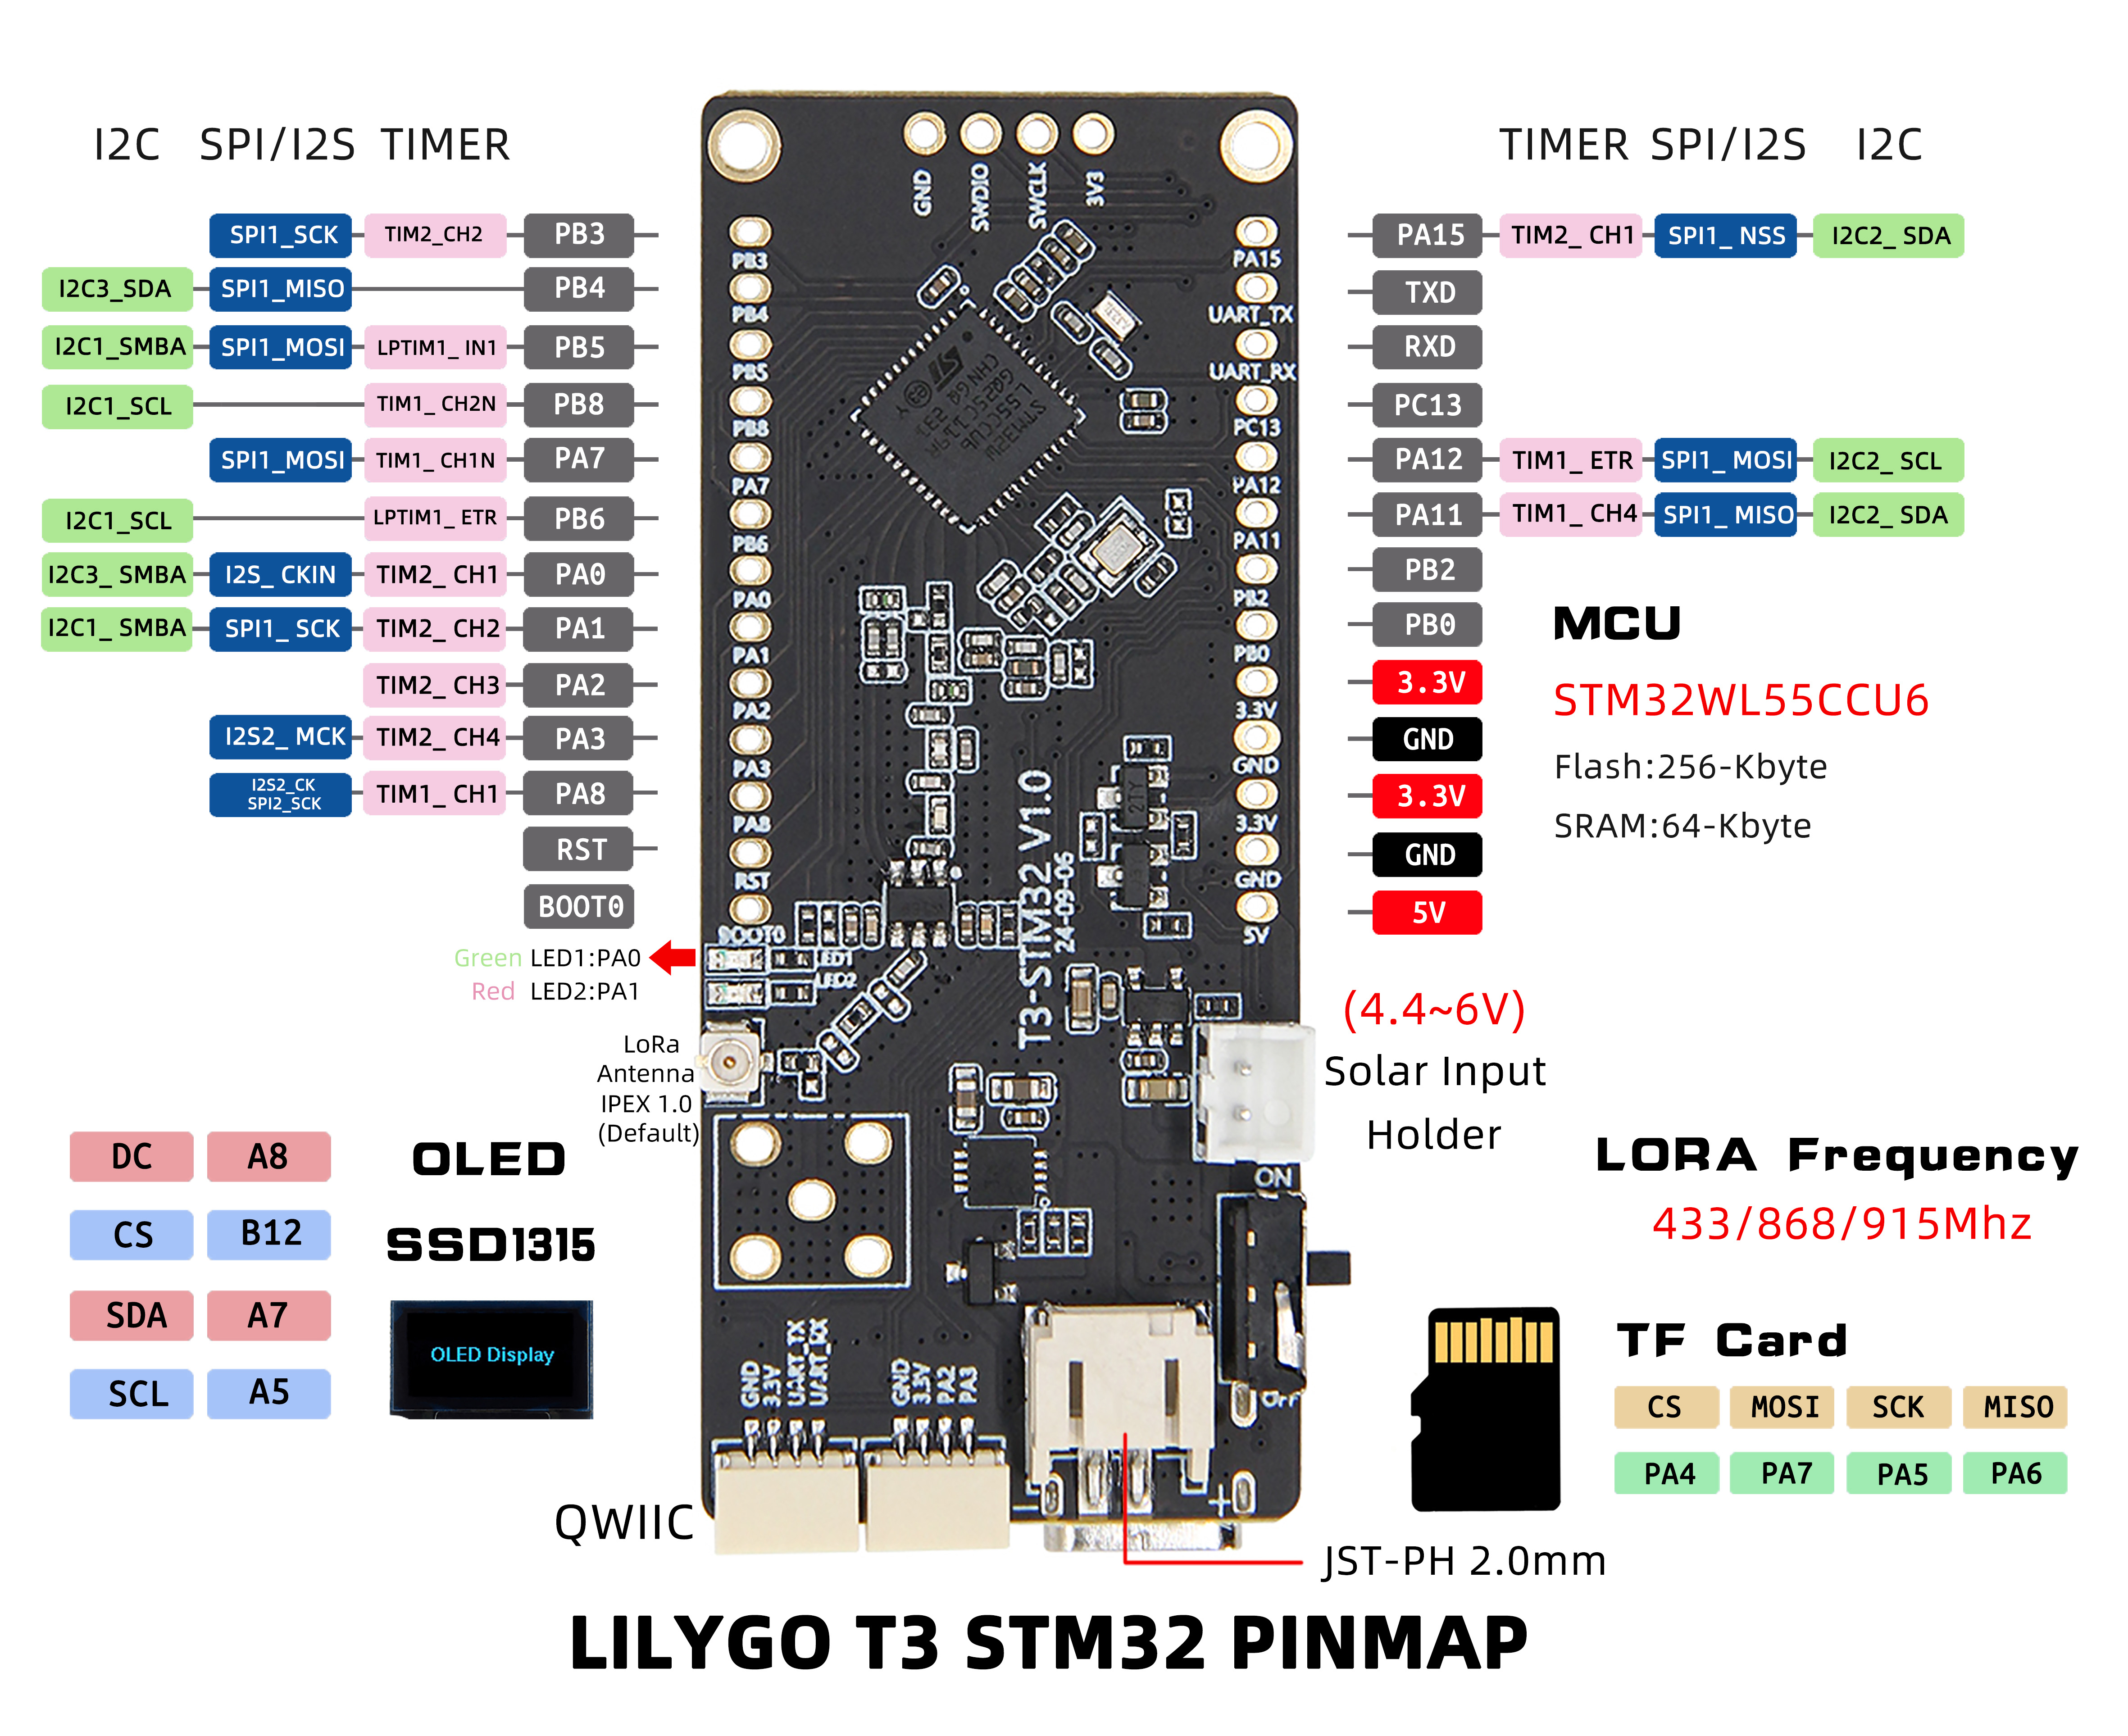 I2C SPI/I2S TIMER
TIMER SPI/I2S I2C
SPI1_SCK TIM2_CH2 PB3
I2C3_SDA SPI1_MISO PB4
I2C1_SMBA SPI1_MOSI LPTIM1_ IN1 PB5
I2C1_SCL TIM1_ CH2N PB8
SPI1_MOSI TIM1_ CH1N PA7
I2C1_SCL LPTIM1_ ETR PB6
I2C3_ SMBA I2S_ CKIN TIM2_ CH1 PA0
I2C1_ SMBA SPI1_ SCK TIM2_ CH2 PA1
TIM2_ CH3 PA2
I2S2_ MCK TIM2_ CH4 PA3
I2S2_CK
SPI2_SCK
TIM1_ CH1 PA8
RST
BOOT0
Green LED1:PA0
Red LED2:PA1
LoRa
Antenna
IPEX 1.0
(Default)
GND
SWDIO
SWCLK
3V3
PB3
PB4
PB5
PB8
PA7
PB6
PA0
PA1
PA2
PA3
PA8
RST
BOOT0
LED1
LED2
PA15
UART_TX
UART_RX
PC13
PA12
PA11
PB2
PB0
3.3V
GND
3.3V
GND
5V
T3-STM32 V1.0
24-09-06
ON
OFF
GND
3.3V
UART_TX
UART_RX
GND
3.3V
PA2
PA3
+
PA15 TIM2_ CH1 SPI1_ NSS I2C2_ SDA
TXD
RXD
PC13
PA12 TIM1_ ETR SPI1_ MOSI I2C2_ SCL
PA11 TIM1_ CH4 SPI1_ MISO I2C2_ SDA
PB2
PB0
3.3V
GND
3.3V
GND
5V
MCU
STM32WL55CCU6
Flash:256-Kbyte
SRAM:64-Kbyte
(4.4~6V)
Solar Input
Holder
DC A8
CS B12
SDA A7
SCL A5
OLED
SSD1315
OLED Display
LORA Frequency
433/868/915Mhz
TF Card
CS MOSI SCK MISO
PA4 PA7 PA5 PA6
QWIIC
JST-PH 2.0mm
LILYGO T3 STM32 PINMAP